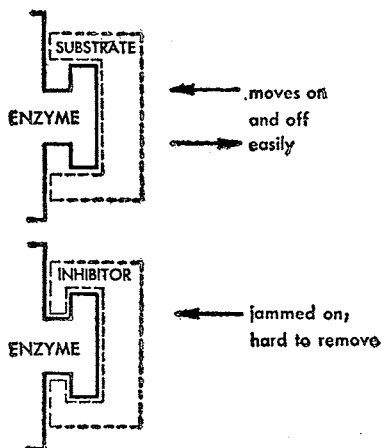 SUBSTRATE
ENZYME
moves on
and off
easily
INHIBITOR
ENZYME
jammed on;
hard to remove